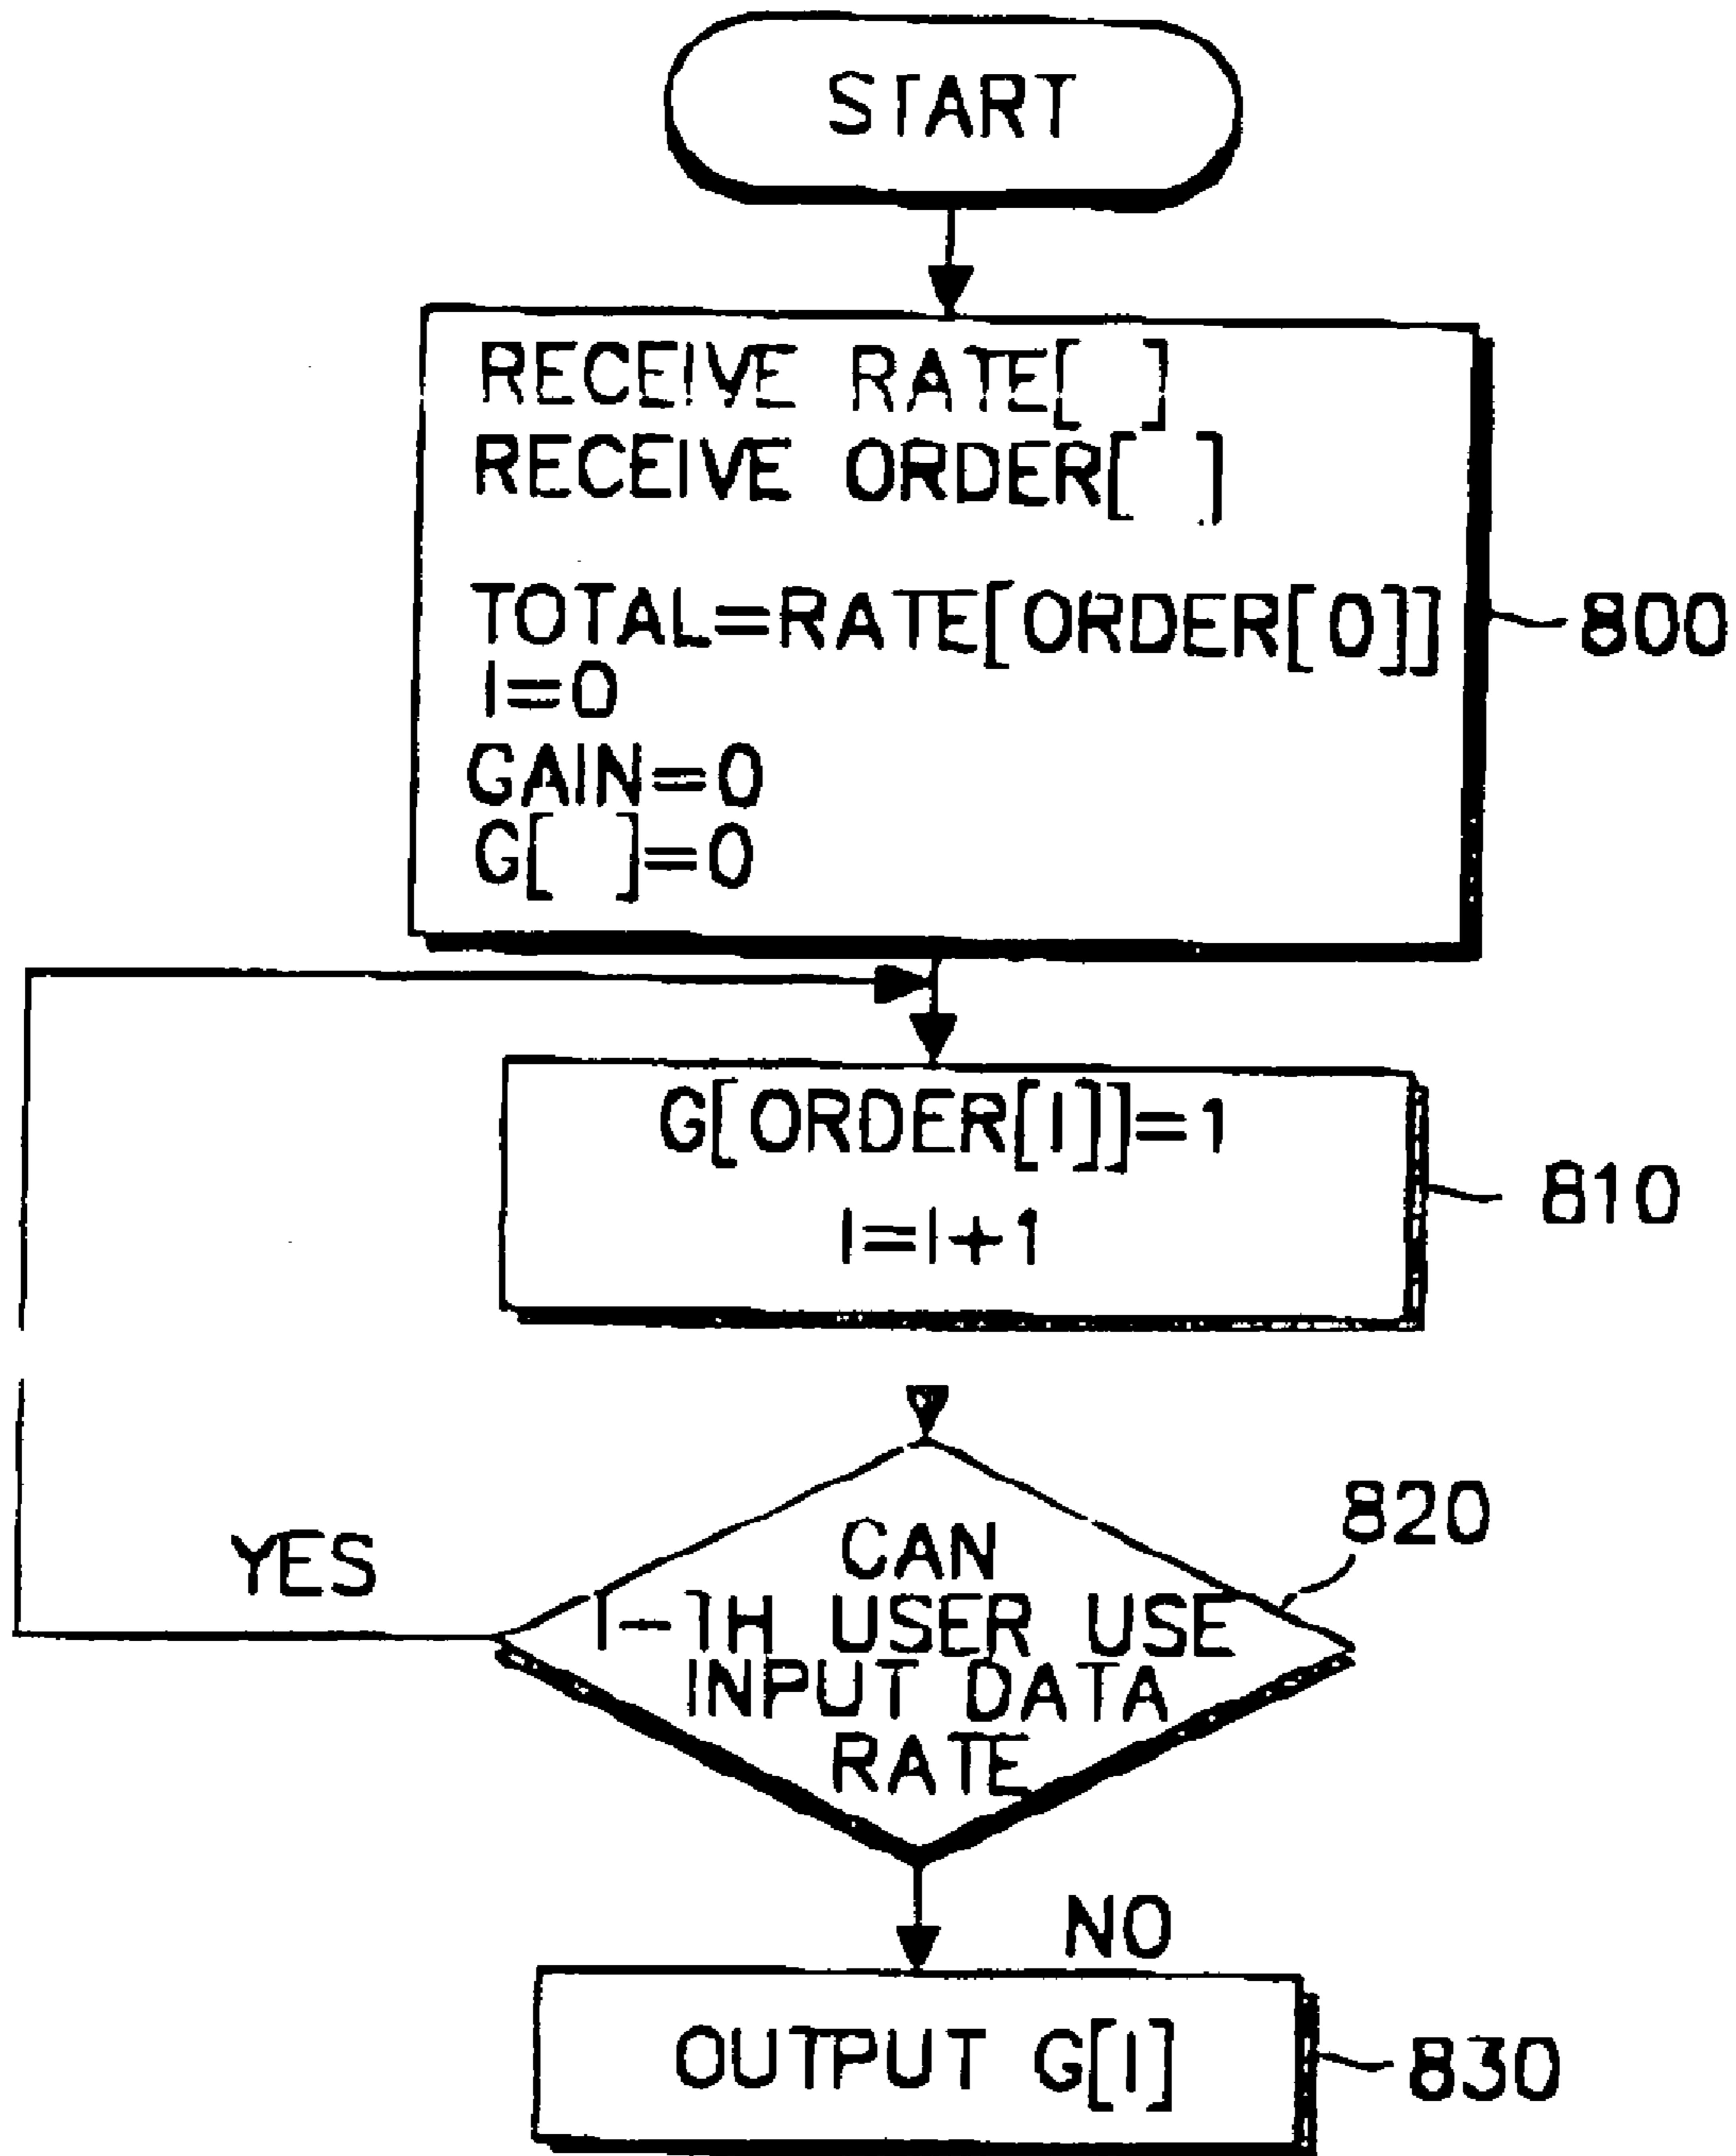 START
RECEIVE RATE[ ]
RECEIVE ORDER[ ]
TOTAL=RATE[ORDER[0]]
I=0
GAIN=0
G[ ]=0
800
G[ORDER[I]]=1
I=I+1
810
CAN
I-TH USER USE
INPUT DATA
RATE
820
YES
NO
OUTPUT G[I]
830